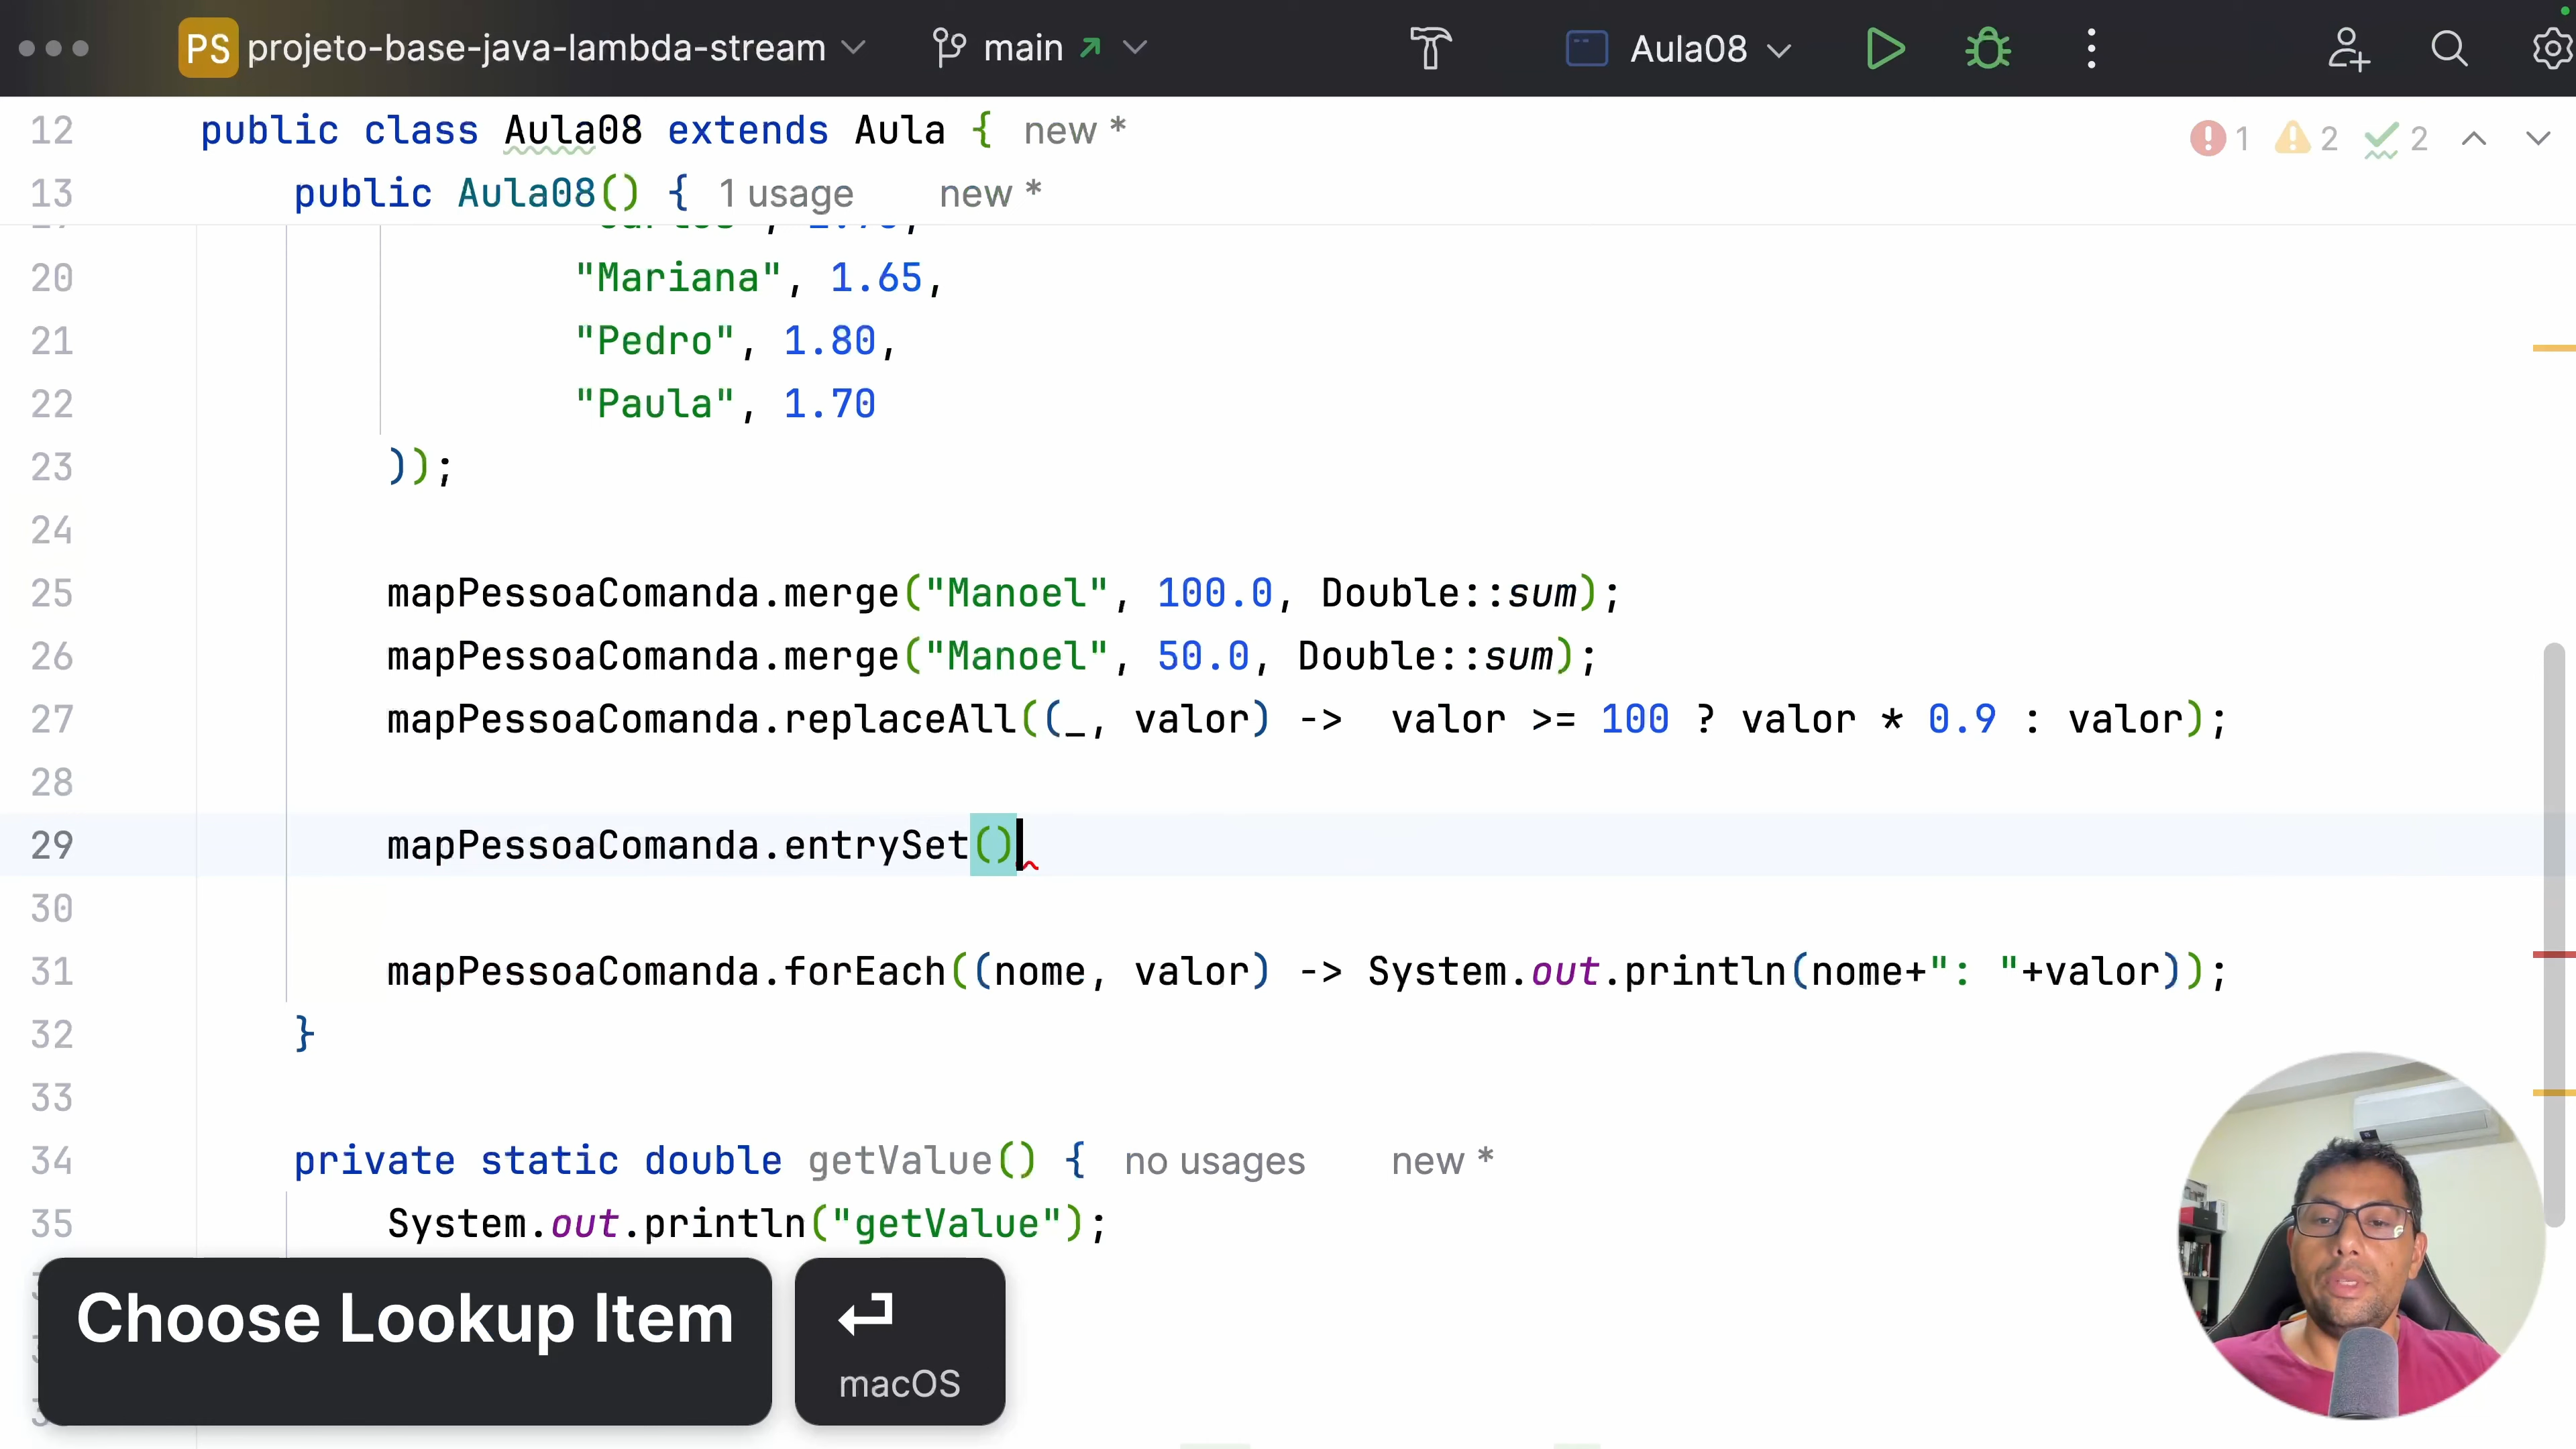 PS projeto-base-java-lambda-stream main Aula08
12 public class Aula08 extends Aula { new * 1 2 2
13 public Aula08() { 1 usage new *
20 "Mariana", 1.65,
21 "Pedro", 1.80,
22 "Paula", 1.70
23 ));
24
25 mapPessoaComanda.merge("Manoel", 100.0, Double::sum);
26 mapPessoaComanda.merge("Manoel", 50.0, Double::sum);
27 mapPessoaComanda.replaceAll((_, valor) -> valor >= 100 ? valor * 0.9 : valor);
28
29 mapPessoaComanda.entrySet()
30
31 mapPessoaComanda.forEach((nome, valor) -> System.out.println(nome+": "+valor));
32 }
33
34 private static double getValue() { no usages new *
35 System.out.println("getValue");
Choose Lookup Item
macOS